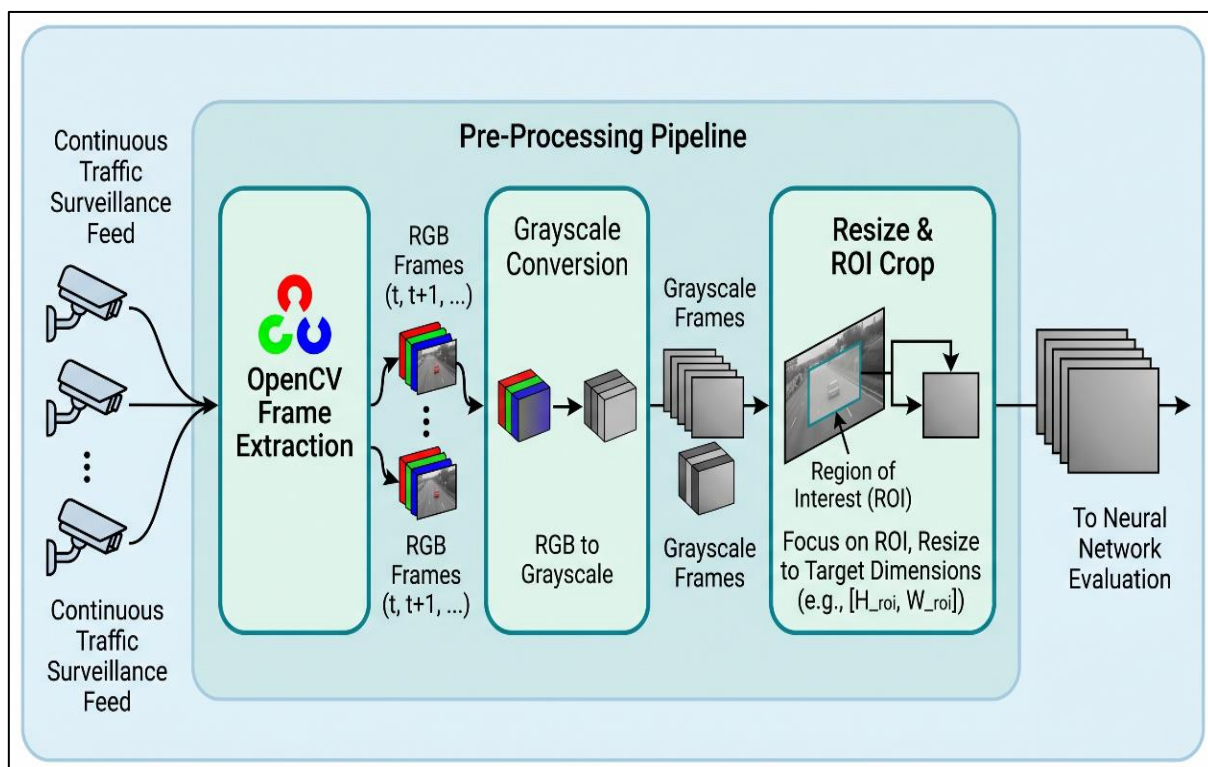 Pre-Processing Pipeline
Continuous
Traffic
Surveillance
Feed
Continuous
Traffic
Surveillance
Feed
OpenCV
Frame
Extraction
RGB
Frames
(t, t+1, ...)
RGB
Frames
(t, t+1, ...)
Grayscale
Conversion
RGB to
Grayscale
Grayscale
Frames
Grayscale
Frames
Resize &
ROI Crop
Region of
Interest (ROI)
Focus on ROI, Resize
to Target Dimensions
(e.g., [H_roi, W_roi])
To Neural
Network
Evaluation